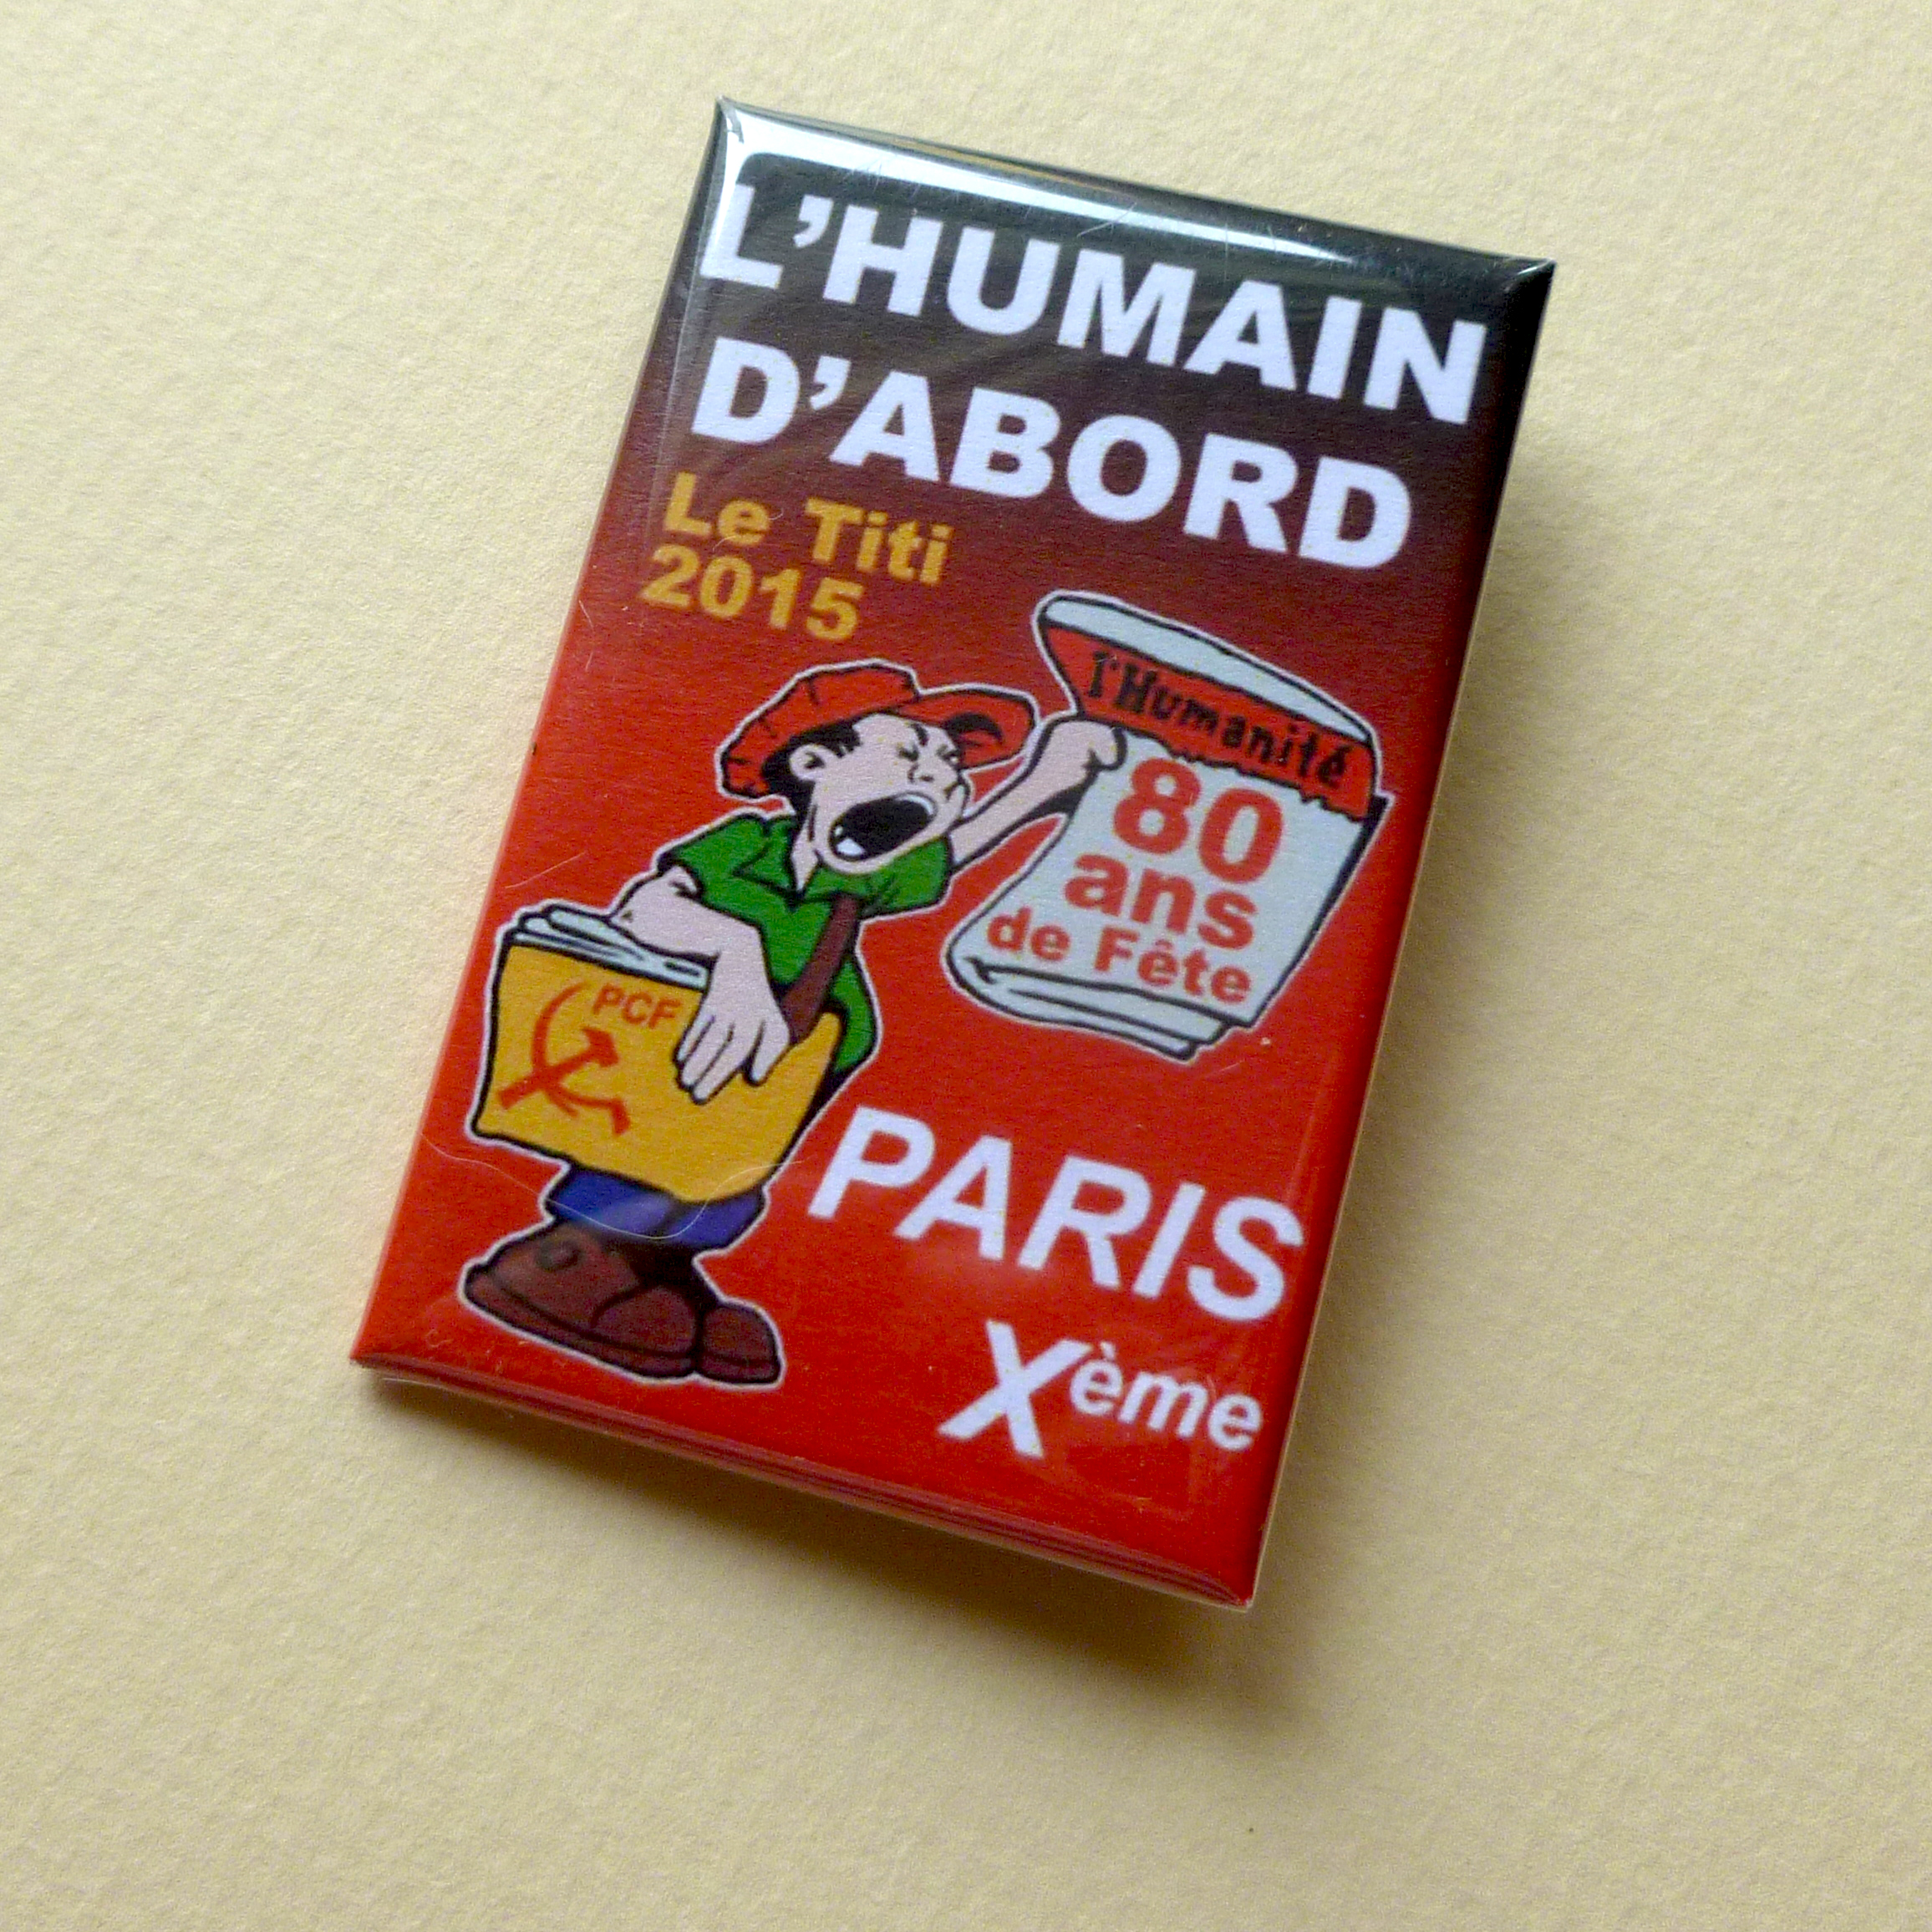 L'HUMAIN
D'ABORD
Le Titi
2015
l'Humanité
80
ans
de Fête
PCF
PARIS
Xème